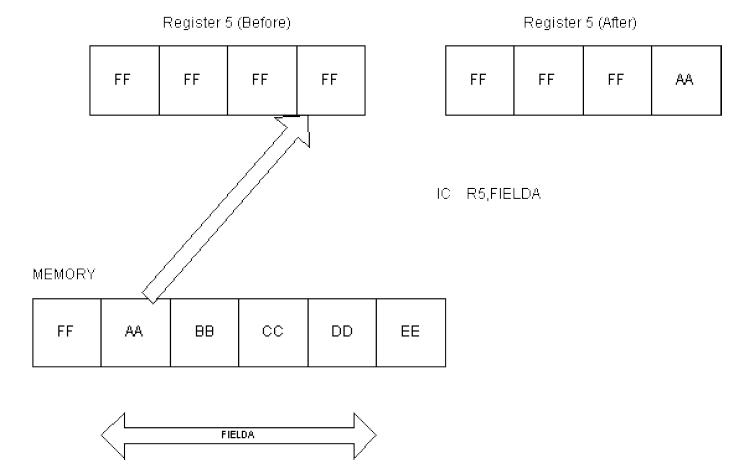 Register 5 (Before)
Register 5 (After)
FF FF FF FF
FF FF FF AA
IC R5,FIELDA
MEMORY
FF AA BB CC DD EE
FIELDA